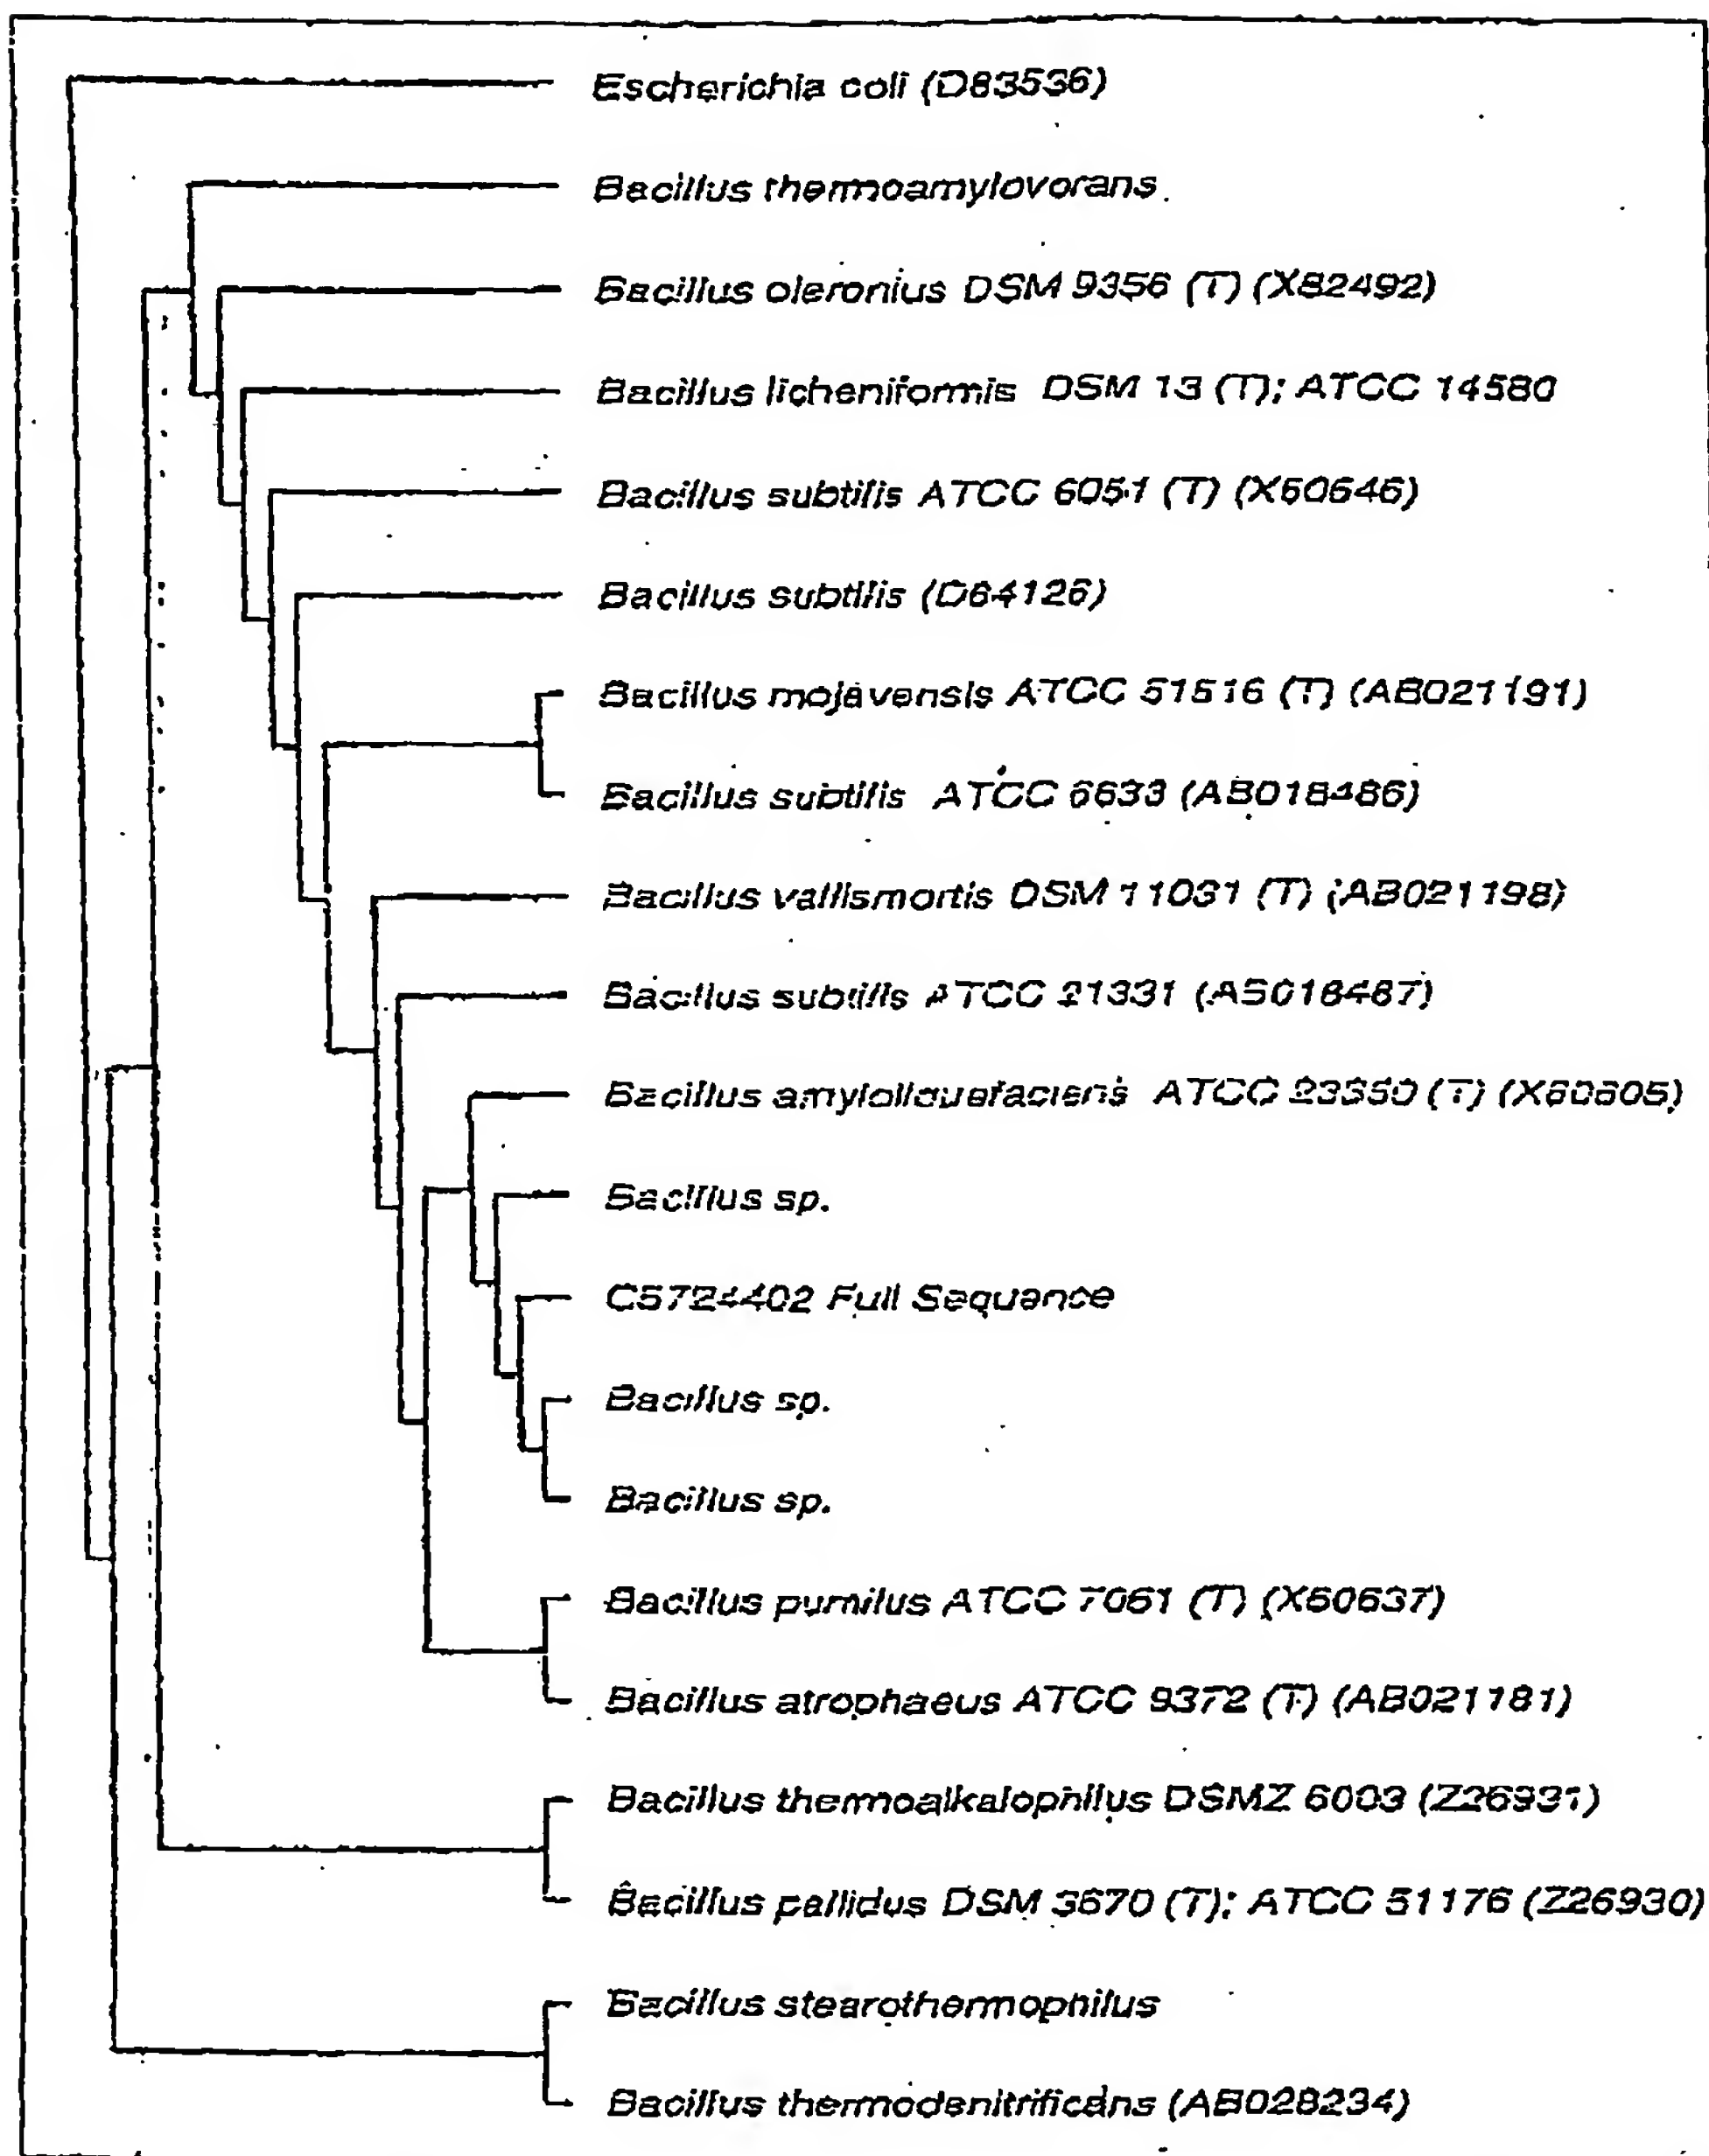 Escherichia coli (D83536)
Bacillus thermoamylovorans
Bacillus oleronius DSM 9356 (T) (X82492)
Bacillus licheniformis DSM 13 (T); ATCC 14580
Bacillus subtilis ATCC 6051 (T) (X60646)
Bacillus subtilis (D84126)
Bacillus mojavensis ATCC 51516 (T) (AB021191)
Bacillus subtilis ATCC 6633 (AB018486)
Bacillus vallismortis DSM 11031 (T) (AB021198)
Bacillus subtilis ATCC 21331 (AB018487)
Bacillus amyloliquefaciens ATCC 23350 (T) (X60605)
Bacillus sp.
C5724402 Full Sequence
Bacillus sp.
Bacillus sp.
Bacillus pumilus ATCC 7061 (T) (X60637)
Bacillus atrophaeus ATCC 9372 (T) (AB021181)
Bacillus thermoalkalophilus DSMZ 6003 (Z26931)
Bacillus pallidus DSM 3670 (T); ATCC 51176 (Z26930)
Bacillus stearothermophilus
Bacillus thermodenitrificans (AB028234)